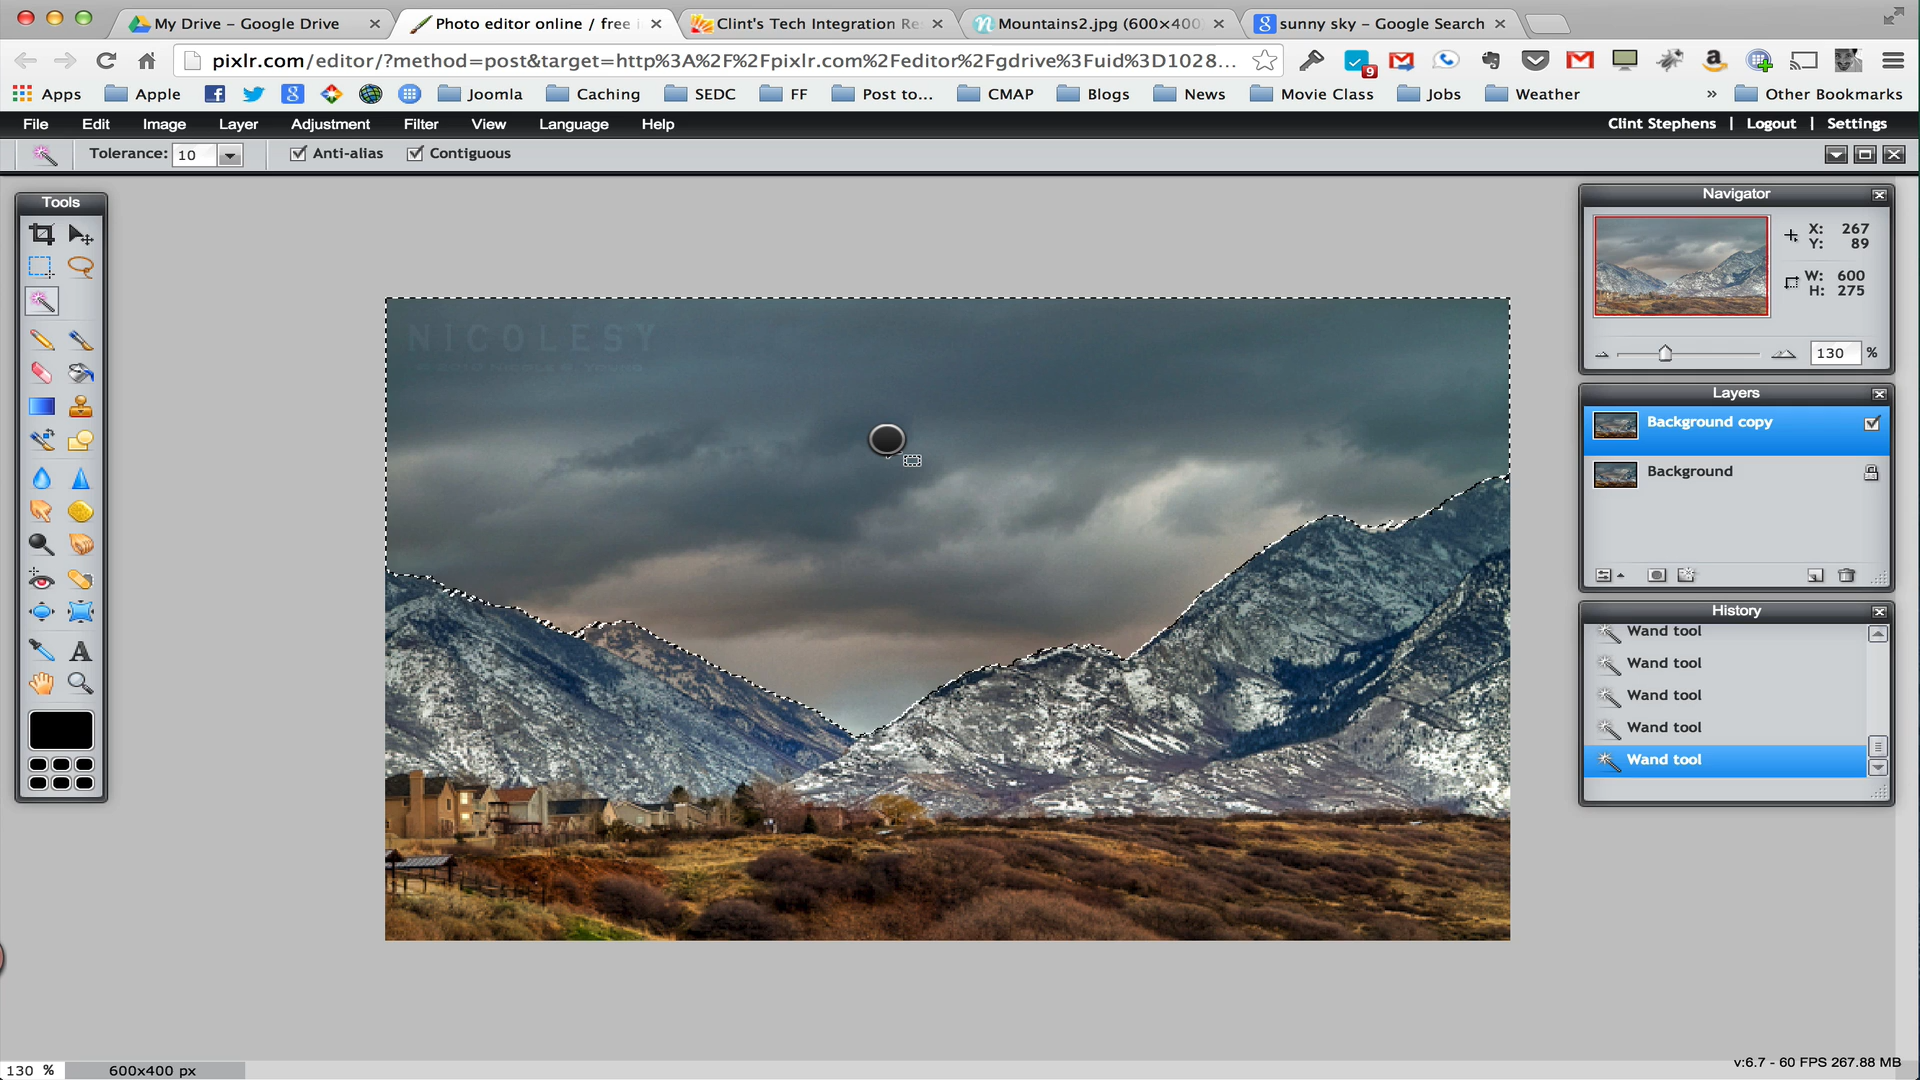 My Drive – Google Drive
Photo editor online / free i
Clint's Tech Integration Re
Mountains2.jpg (600×400
sunny sky – Google Search
pixlr.com/editor/?method=post&target=http%3A%2F%2Fpixlr.com%2Feditor%2Fgdrive%3Fuid%3D1028...
9
Apps
Apple
Joomla
Caching
SEDC
FF
Post to...
CMAP
Blogs
News
Movie Class
Jobs
Weather
»
Other Bookmarks
File Edit Image Layer Adjustment Filter View Language Help
Clint Stephens | Logout | Settings
Tolerance: 10
Anti-alias
Contiguous
Tools
NICOLESY
Navigator
X: 267
Y: 89
W: 600
H: 275
130 %
Layers
Background copy
Background
History
Wand tool
Wand tool
Wand tool
Wand tool
Wand tool
130 %
600x400 px
v:6.7 - 60 FPS 267.88 MB